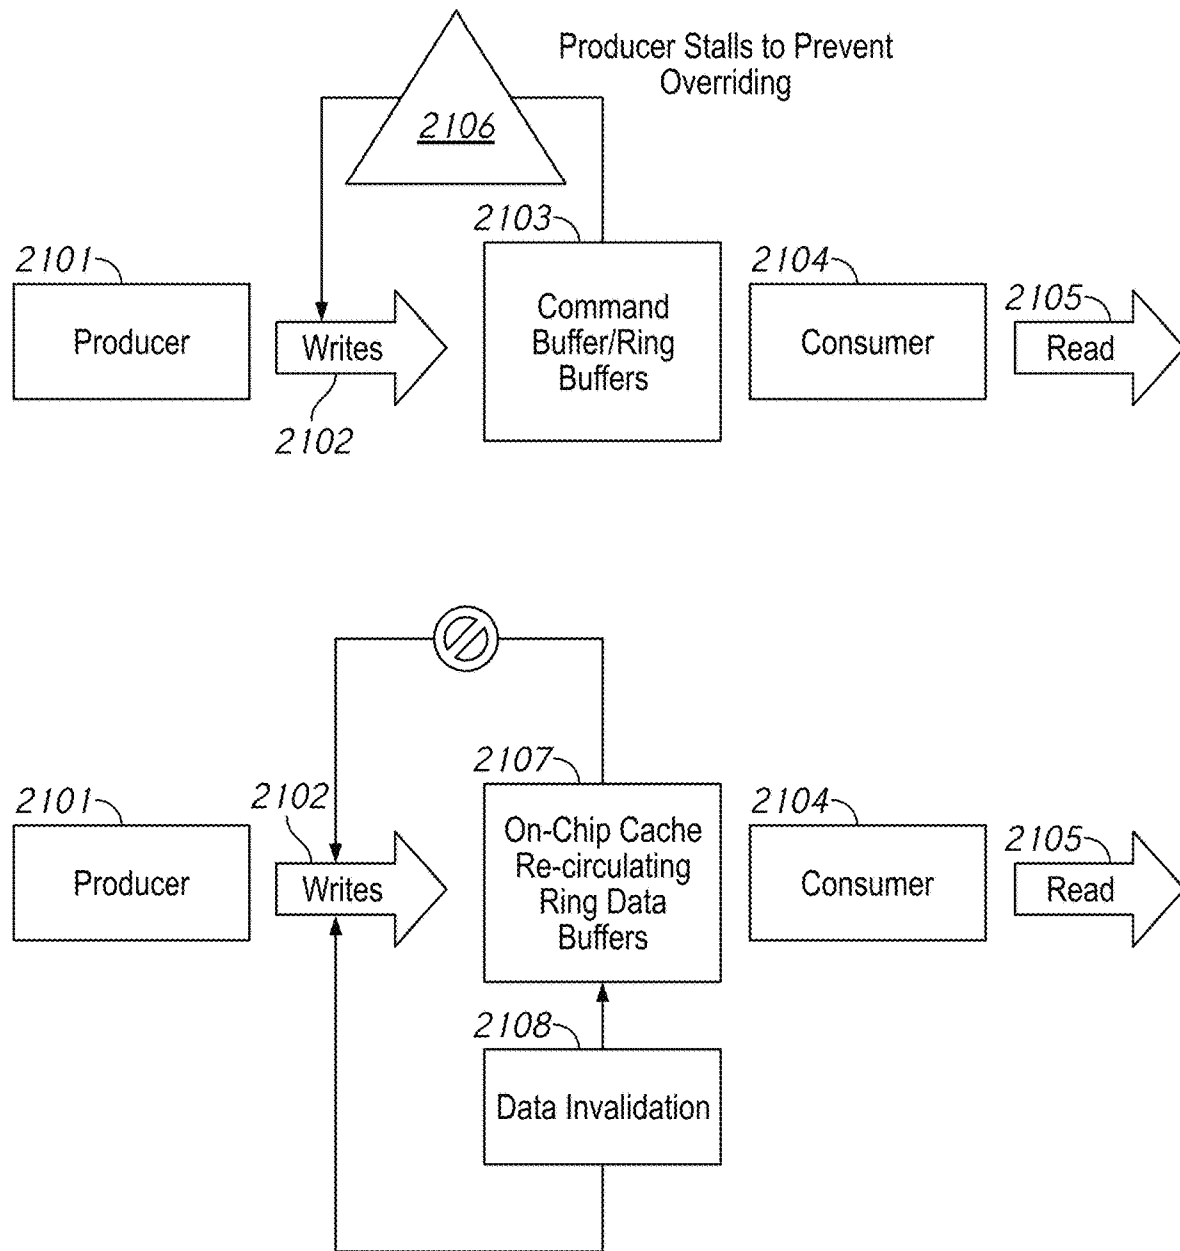 Producer Stalls to Prevent
Overriding
2106
2103
2101
2104
2105
Producer
Writes
Command
Buffer/Ring
Buffers
Consumer
Read
2102
2107
2101
2102
2104
2105
Producer
Writes
On-Chip Cache
Re-circulating
Ring Data
Buffers
Consumer
Read
2108
Data Invalidation